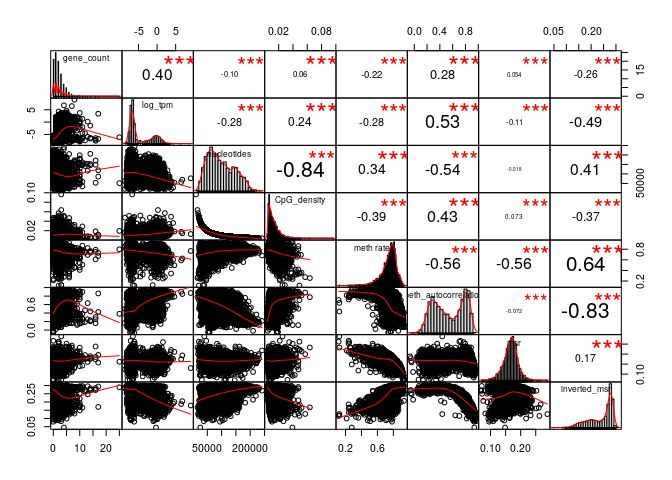 -5 0 5 0.02 0.08 0.0 0.4 0.8 0.05 0.20
gene_count *** *** *** *** *** ***
0.40 -0.10 0.06 -0.22 0.28 0.054 -0.26 0 15
-5 5 log_tpm *** *** *** *** *** ***
-0.28 0.24 -0.28 0.53 -0.11 -0.49
nucleotides *** *** *** ***
-0.84 0.34 -0.54 -0.018 0.41 50000
0.02 0.10 CpG_density *** *** *** ***
-0.39 0.43 0.073 -0.37
meth rate *** *** ***
-0.56 -0.56 0.64 0.2 0.8
0.0 0.6 meth_autocorrelation *** ***
-0.072 -0.83
***
0.17 0.10
0.05 0.25 inverted_msr
0 5 10 20 50000 200000 0.2 0.6 0.0 0.4 0.8 0.10 0.20